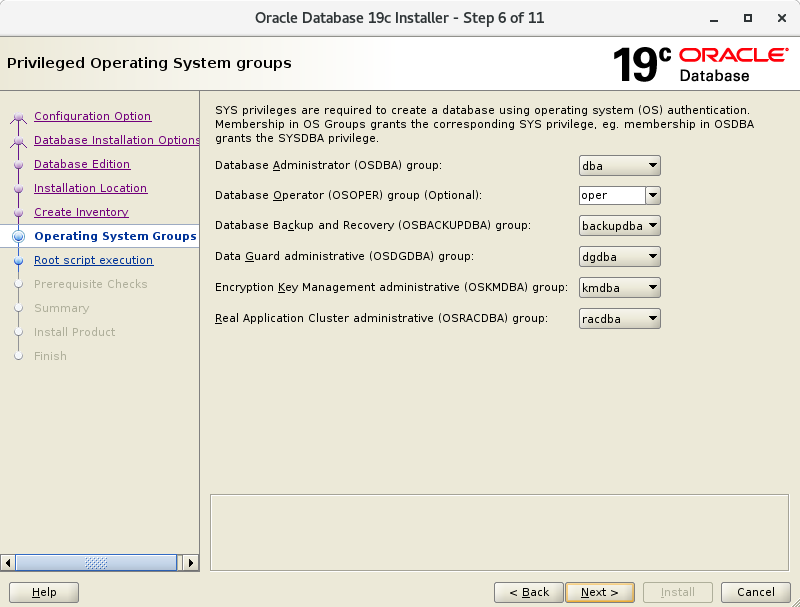 Oracle Database 19c Installer - Step 6 of 11
Privileged Operating System groups
19c ORACLE
Database
Configuration Option
Database Installation Options
Database Edition
Installation Location
Create Inventory
Operating System Groups
Root script execution
Prerequisite Checks
Summary
Install Product
Finish
SYS privileges are required to create a database using operating system (OS) authentication.
Membership in OS Groups grants the corresponding SYS privilege, eg. membership in OSDBA
grants the SYSDBA privilege.
Database Administrator (OSDBA) group: dba
Database Operator (OSOPER) group (Optional): oper
Database Backup and Recovery (OSBACKUPDBA) group: backupdba
Data Guard administrative (OSDGDBA) group: dgdba
Encryption Key Management administrative (OSKMDBA) group: kmdba
Real Application Cluster administrative (OSRACDBA) group: racdba
Help < Back Next > Install Cancel